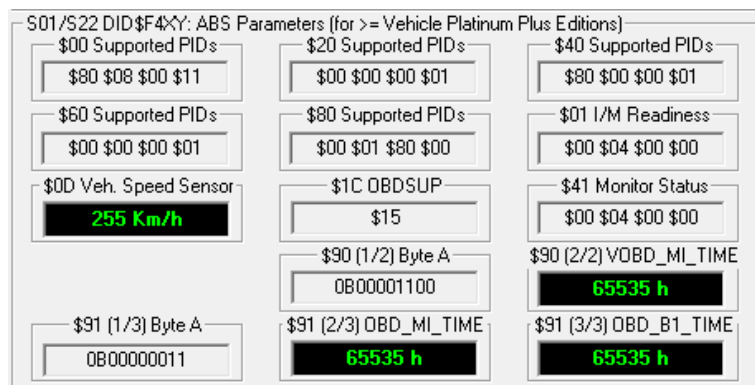 S01/S22 DID$F4XY: ABS Parameters (for >= Vehicle Platinum Plus Editions)
$00 Supported PIDs $20 Supported PIDs $40 Supported PIDs
$80 $08 $00 $11 $00 $00 $00 $01 $80 $00 $00 $01
$60 Supported PIDs $80 Supported PIDs $01 I/M Readiness
$00 $00 $00 $01 $00 $01 $80 $00 $00 $04 $00 $00
$0D Veh. Speed Sensor $1C OBDSUP $41 Monitor Status
255 Km/h $15 $00 $04 $00 $00
$90 (1/2) Byte A $90 (2/2) VOBD_MI_TIME
0B00001100 65535 h
$91 (1/3) Byte A $91 (2/3) OBD_MI_TIME $91 (3/3) OBD_B1_TIME
0B00000011 65535 h 65535 h